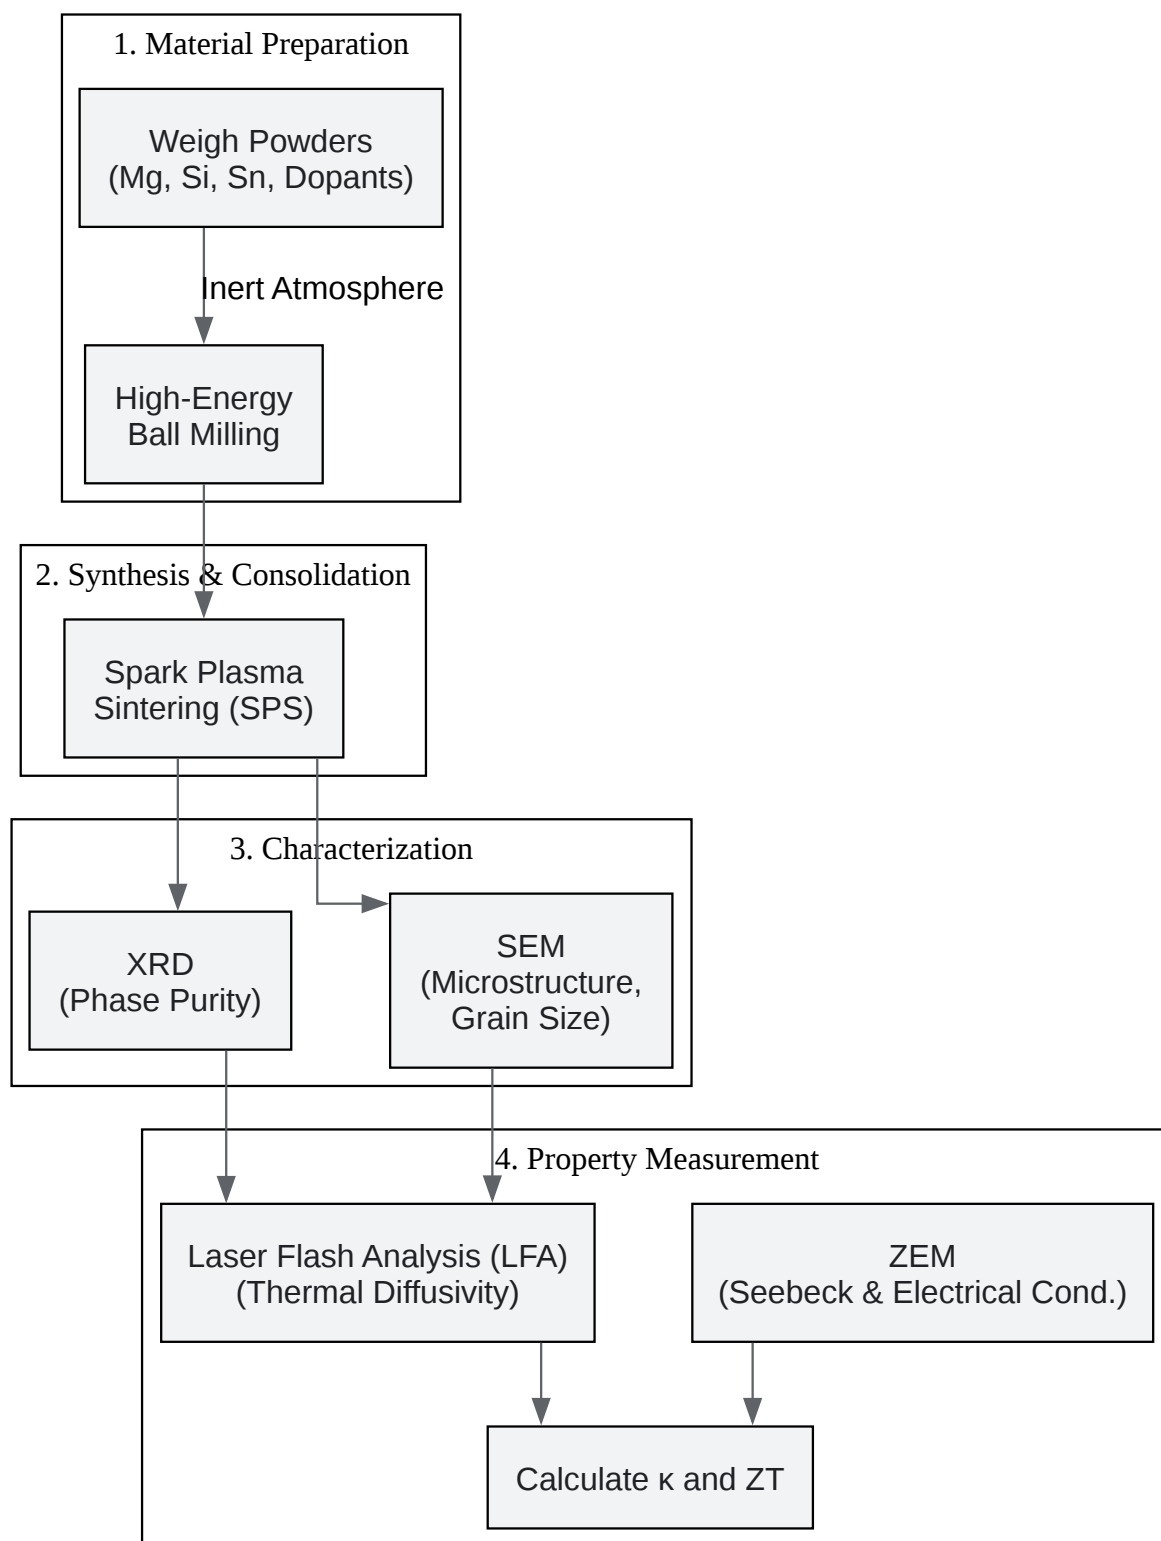 1. Material Preparation
Weigh Powders
(Mg, Si, Sn, Dopants)
Inert Atmosphere
High-Energy
Ball Milling
2. Synthesis & Consolidation
Spark Plasma
Sintering (SPS)
3. Characterization
XRD
(Phase Purity)
SEM
(Microstructure,
Grain Size)
4. Property Measurement
Laser Flash Analysis (LFA)
(Thermal Diffusivity)
ZEM
(Seebeck & Electrical Cond.)
Calculate κ and ZT